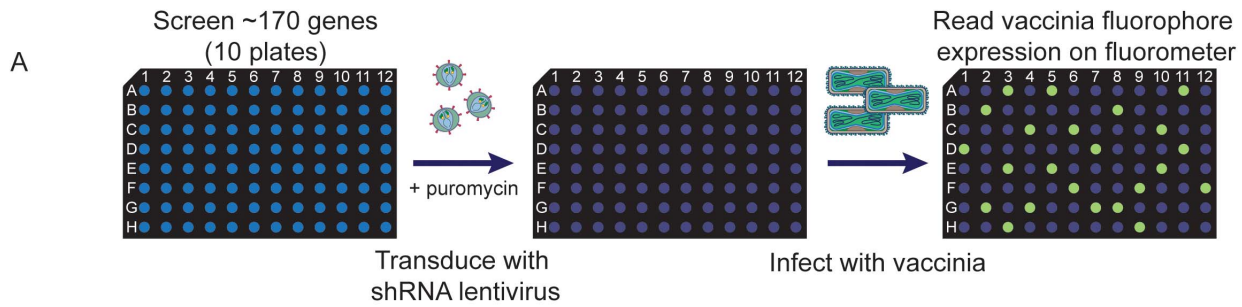 A
Screen ~170 genes
(10 plates)
1 2 3 4 5 6 7 8 9 10 11 12
A
B
C
D
E
F
G
H
+ puromycin
Transduce with
shRNA lentivirus
1 2 3 4 5 6 7 8 9 10 11 12
A
B
C
D
E
F
G
H
Infect with vaccinia
Read vaccinia fluorophore
expression on fluorometer
1 2 3 4 5 6 7 8 9 10 11 12
A
B
C
D
E
F
G
H